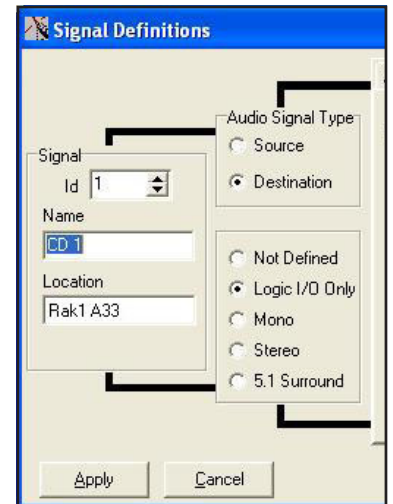 Signal Definitions
Audio Signal Type
Source
Destination
Signal
Id 1
Name
CD 1
Location
Rak1 A33
Not Defined
Logic I/O Only
Mono
Stereo
5.1 Surround
Apply
Cancel